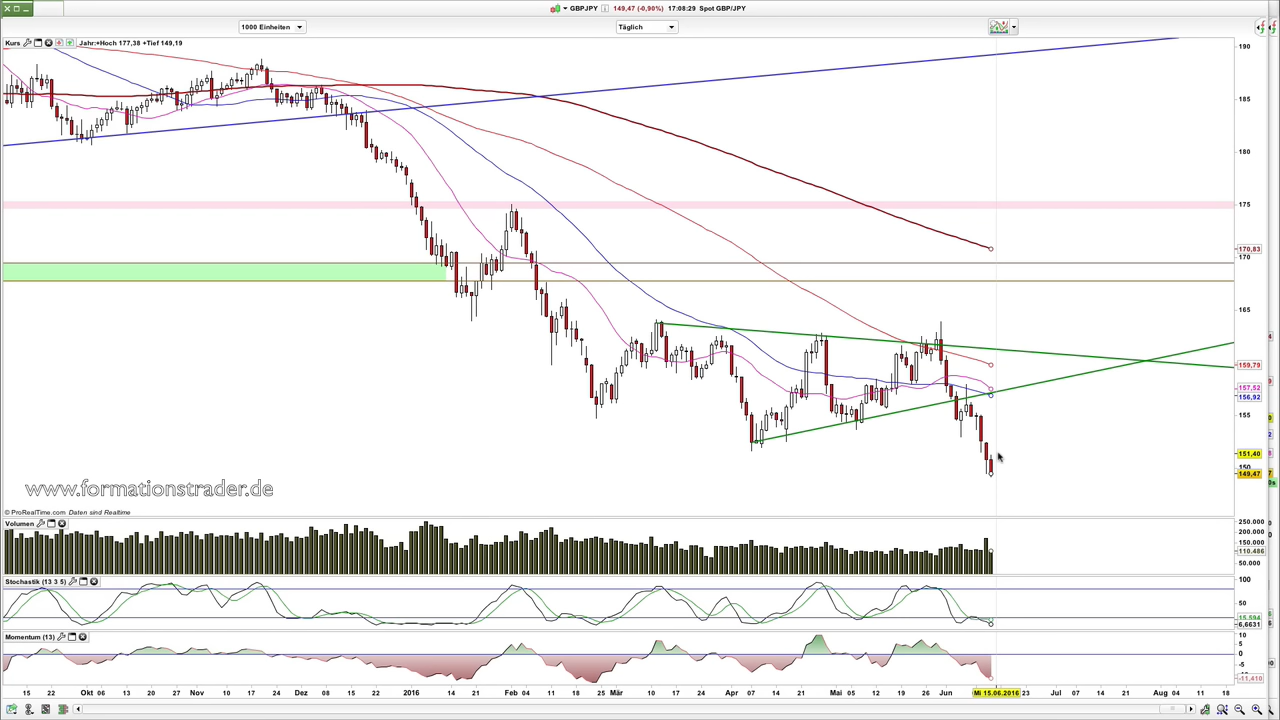 GBPJPY 149,47 (-0,90%) 17:08:29 Spot GBP/JPY
1000 Einheiten
Täglich
Kurs
Jahr:+Hoch 177,38 +Tief 149,19
190
185
180
175
170,83
170
165
159,79
157,52
156,92
155
151,40
150
149,47
www.formationstrader.de
© ProRealTime.com Daten sind Realtime
Volumen
250.000
200.000
150.000
110.486
50.000
Stochastik (13 3 5)
100
50
15,594
6,6631
Momentum (13)
10
5
0
-5
-11,410
15 22 Okt 06 13 20 27 Nov 10 17 24 Dez 08 15 22 2016 14 21 Feb 04 11 18 25 Mär 10 17 24 Apr 07 14 21 Mai 05 12 19 26 Jun Mi 15.06.2016 23 Jul 07 14 21 Aug 04 11 18